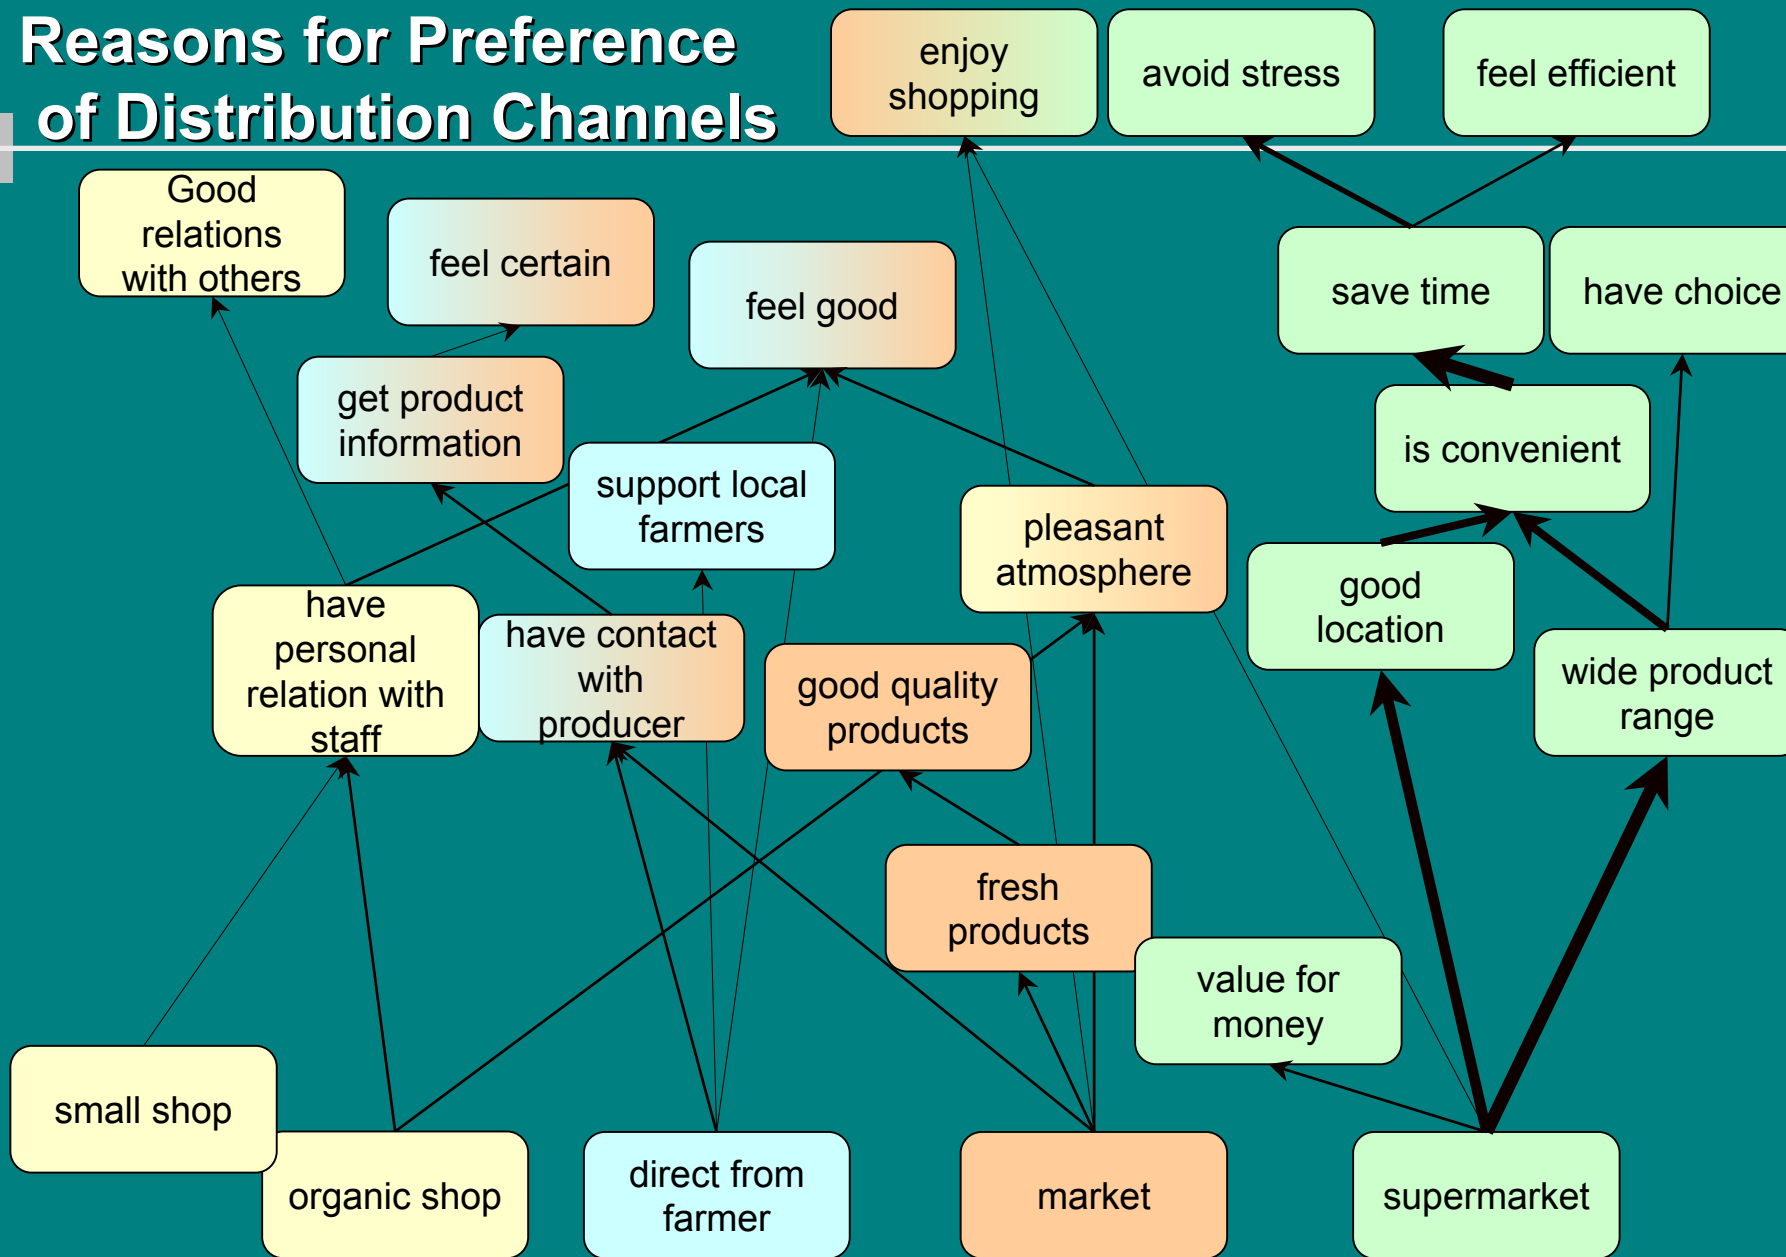 Reasons for Preference
of Distribution Channels
enjoy
shopping
avoid stress
feel efficient
Good
relations
with others
feel certain
feel good
save time
have choice
get product
information
support local
farmers
pleasant
atmosphere
is convenient
good
location
have
personal
relation with
staff
have contact
with
producer
good quality
products
wide product
range
fresh
products
value for
money
small shop
organic shop
direct from
farmer
market
supermarket